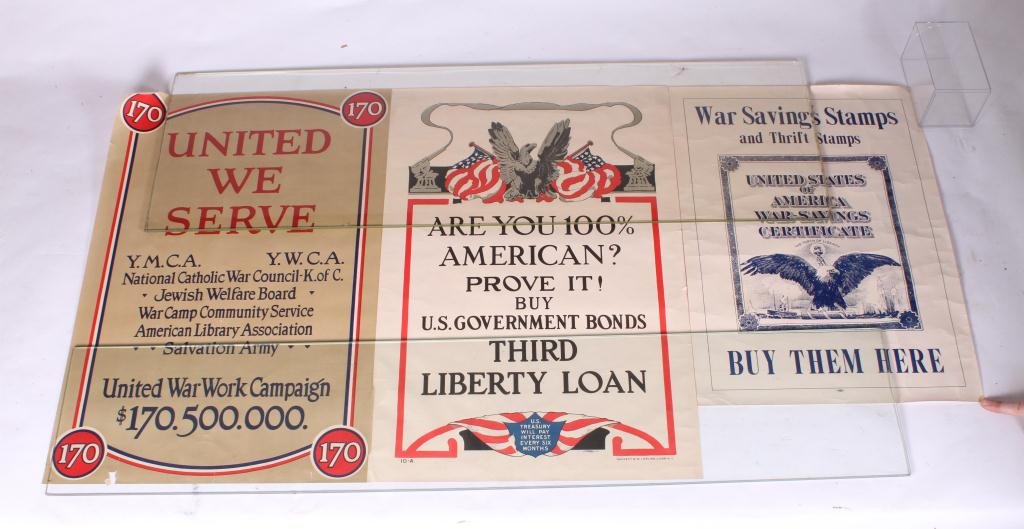 170
170
UNITED
WE
SERVE
Y.M.C.A. Y.W.C.A.
National Catholic War Council-K.of C.
Jewish Welfare Board
War Camp Community Service
American Library Association
Salvation Army
United War Work Campaign
$170.500.000.
170
170
ARE YOU 100%
AMERICAN?
PROVE IT!
BUY
U.S. GOVERNMENT BONDS
THIRD
LIBERTY LOAN
U.S.
TREASURY
WILL PAY
INTEREST
EVERY SIX
MONTHS
10-A.
War Savings Stamps
and Thrift Stamps
UNITED STATES
OF
AMERICA
WAR-SAVINGS
CERTIFICATE
BUY THEM HERE